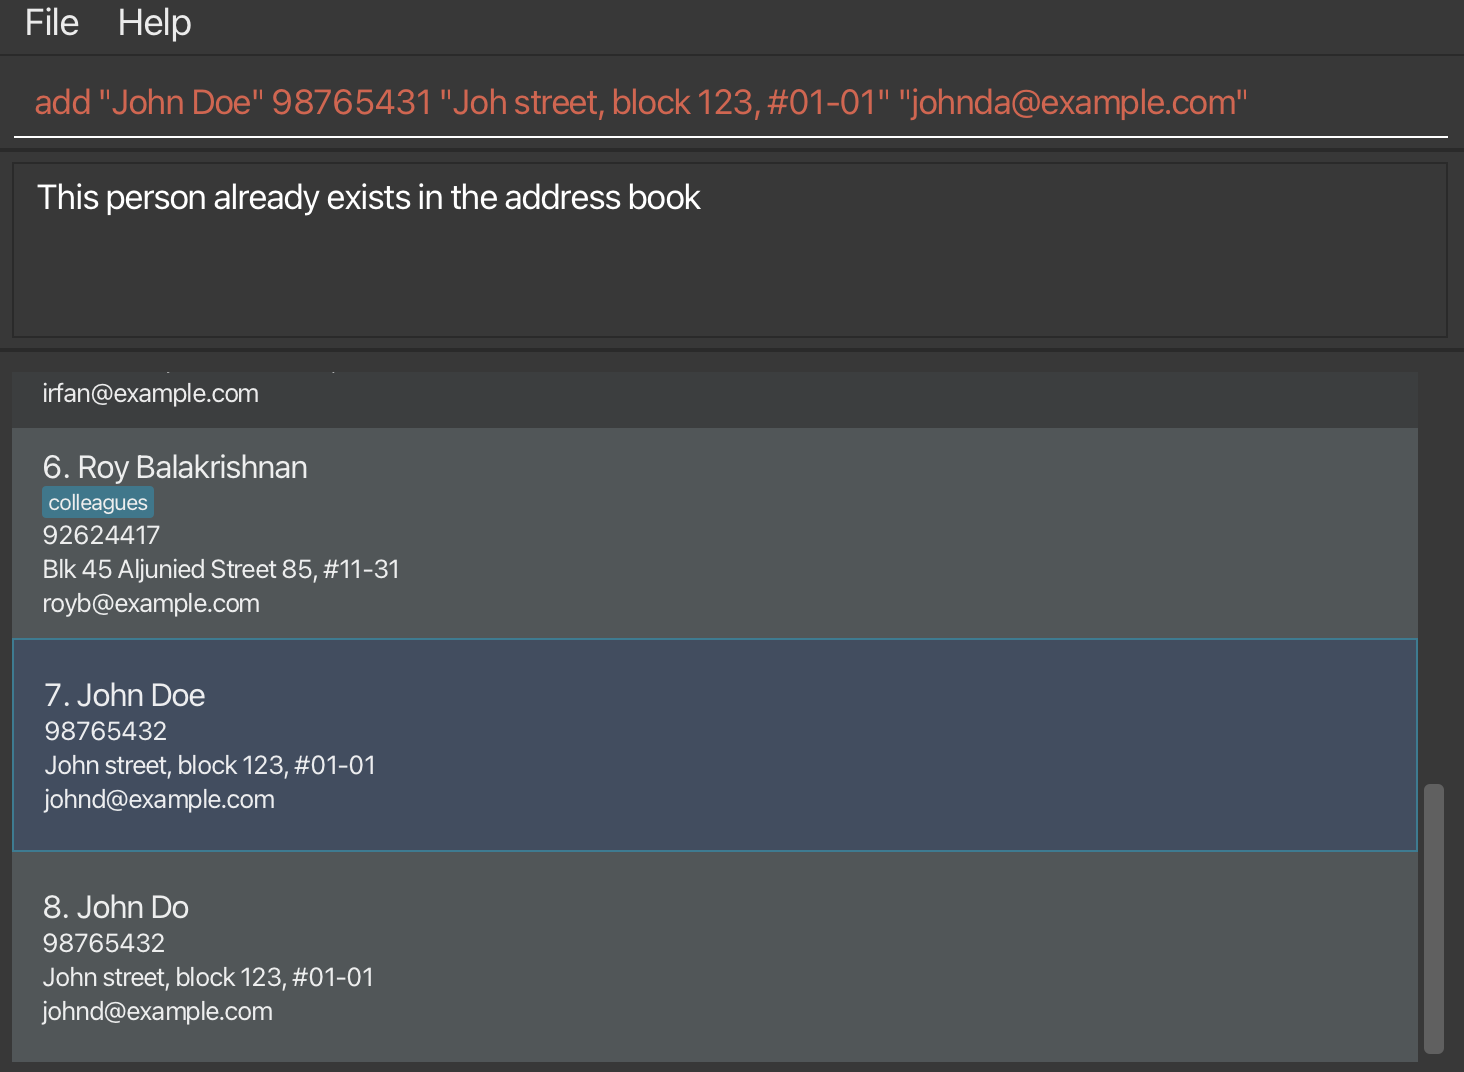 File Help
add "John Doe" 98765431 "Joh street, block 123, #01-01" "johnda@example.com"
This person already exists in the address book
irfan@example.com
6. Roy Balakrishnan
colleagues
92624417
Blk 45 Aljunied Street 85, #11-31
royb@example.com
7. John Doe
98765432
John street, block 123, #01-01
johnd@example.com
8. John Do
98765432
John street, block 123, #01-01
johnd@example.com